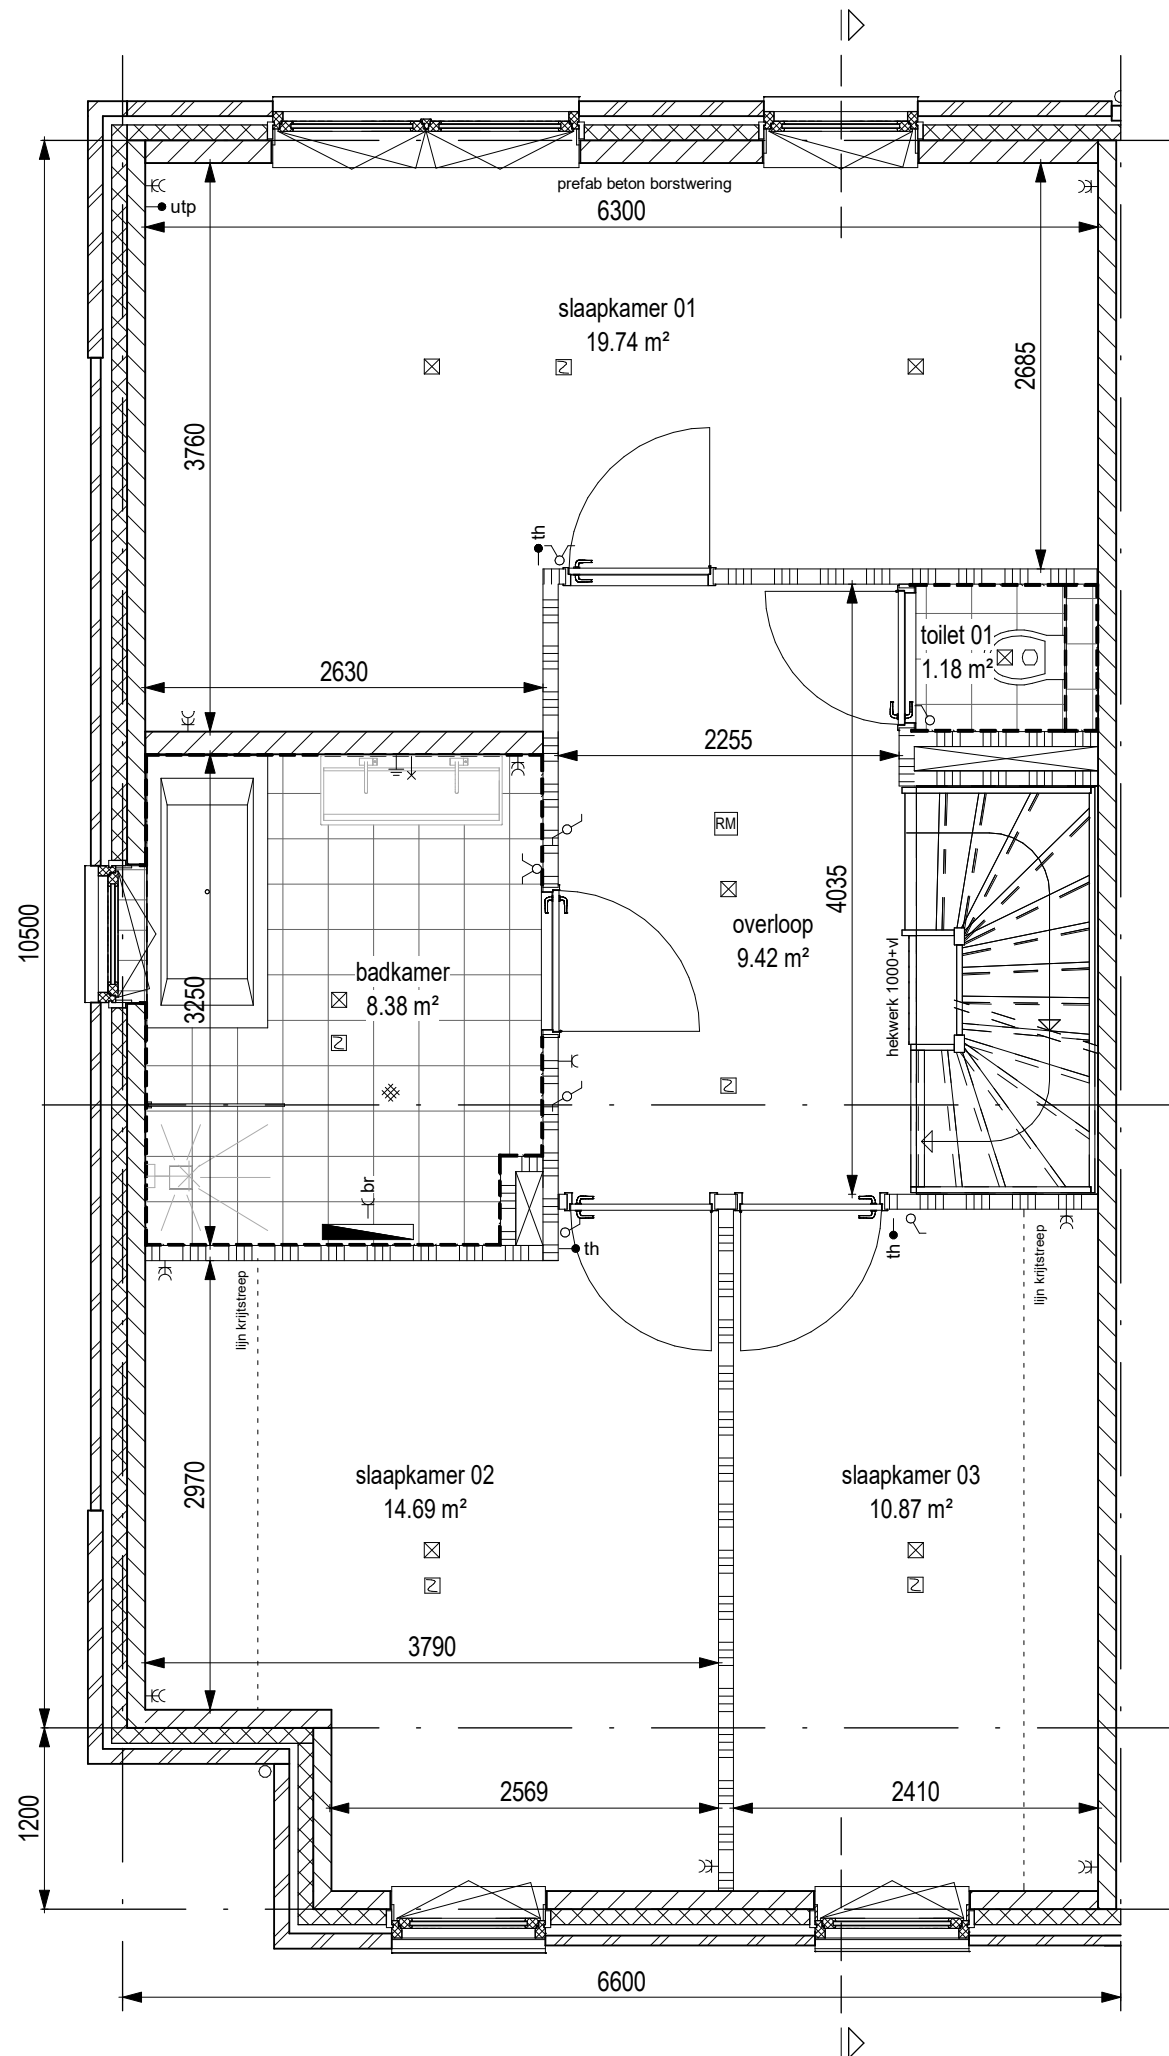 utp
prefab beton borstwering
6300
slaapkamer 01
19.74 m²
2685
3760
th
2630
toilet 01
1.18 m²
2255
RM
4035
overloop
9.42 m²
10500
badkamer
8.38 m²
3250
hekwerk 1000+vl
br
th
th
lijn krijtstreep
lijn krijtstreep
slaapkamer 02
14.69 m²
slaapkamer 03
10.87 m²
2970
3790
2569
2410
1200
6600